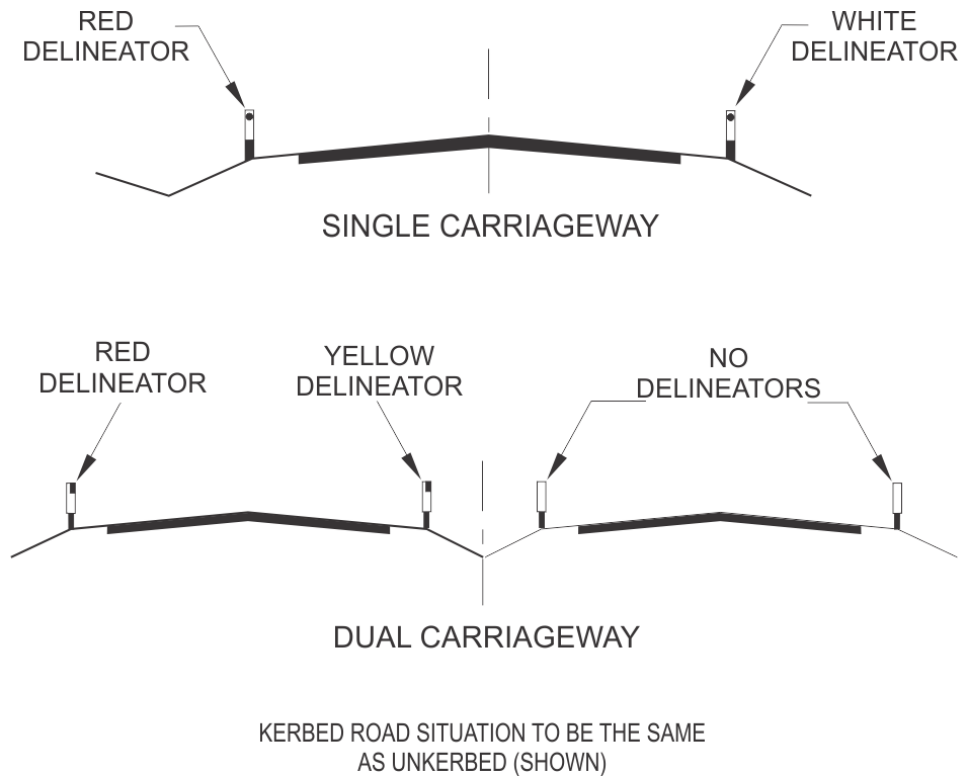 RED
DELINEATOR
WHITE
DELINEATOR
SINGLE CARRIAGEWAY
RED
DELINEATOR
YELLOW
DELINEATOR
NO
DELINEATORS
DUAL CARRIAGEWAY
KERBED ROAD SITUATION TO BE THE SAME
AS UNKERBED (SHOWN)